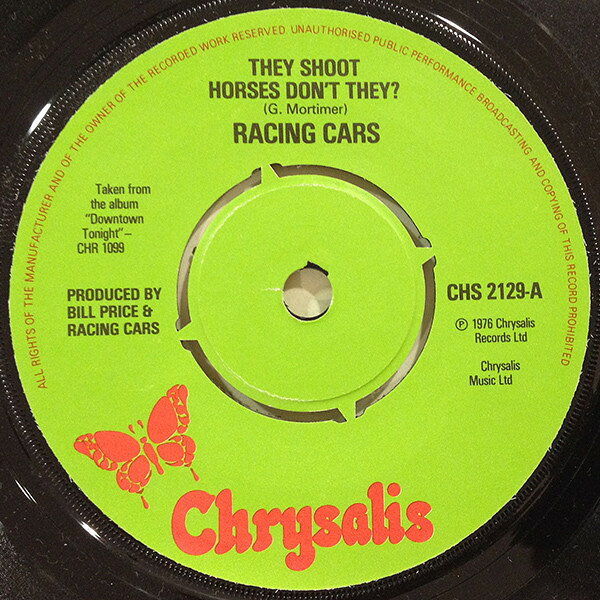 ALL RIGHTS OF THE MANUFACTURER AND OF THE OWNER OF THE RECORDED WORK RESERVED. UNAUTHORISED PUBLIC PERFORMANCE BROADCASTING AND COPYING OF THIS RECORD PROHIBITED
THEY SHOOT
HORSES DON'T THEY?
(G. Mortimer)
RACING CARS
Taken from
the album
"Downtown
Tonight"–
CHR 1099
PRODUCED BY
BILL PRICE &
RACING CARS
CHS 2129-A
Ⓟ 1976 Chrysalis
Records Ltd
Chrysalis
Music Ltd
Chrysalis